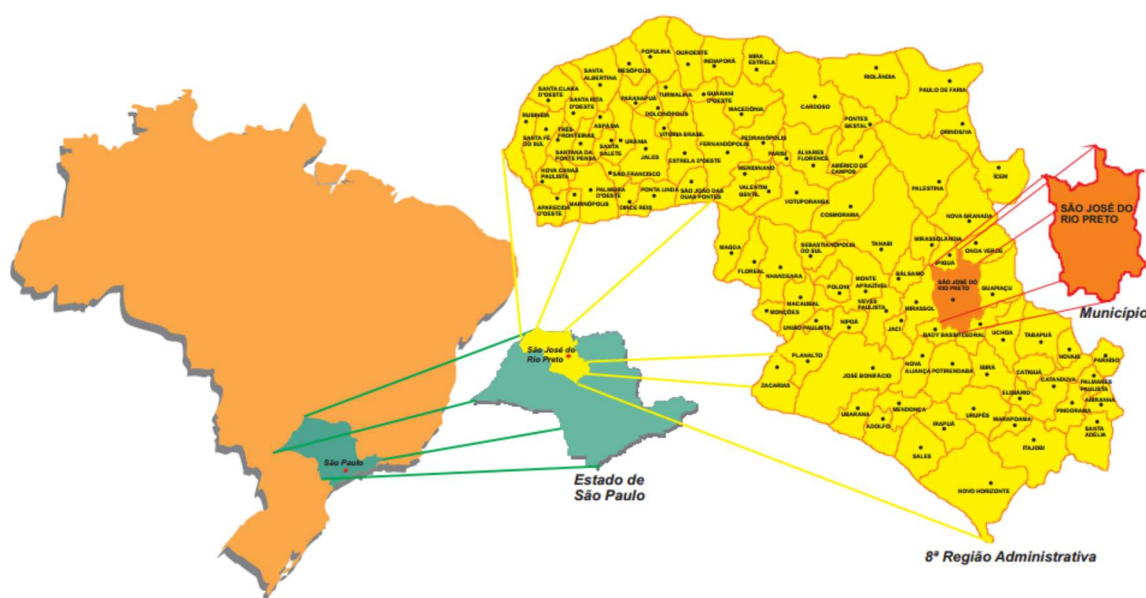 São Paulo
São José do
Rio Preto
Estado de
São Paulo
POPULINA
OUROESTE
MESÓPOLIS
INDIAPORÃ
MIRA
ESTRELA
SANTA
ALBERTINA
SANTA CLARA
D'OESTE
SANTA RITA
D'OESTE
PARANAPUÃ
TURMALINA
GUARANI
D'OESTE
DOLCINÓPOLIS
MACEDÔNIA
RUBINÉIA
SANTA FÉ
DO SUL
TRÊS
FRONTEIRAS
ASPÁSIA
SANTANA DA
PONTE PENSA
SANTA
SALETE
URÂNIA
JALES
VITÓRIA BRASIL
ESTRELA D'OESTE
FERNANDÓPOLIS
PEDRANÓPOLIS
PARISI
MERIDIANO
VALENTIM
GENTIL
ÁLVARES
FLORENCE
AMÉRICO DE
CAMPOS
PONTES
GESTAL
CARDOSO
RIOLÂNDIA
PAULO DE FARIA
ORINDIÚVA
ICÉM
PALESTINA
NOVA GRANADA
NOVA CANAÃ
PAULISTA
SÃO FRANCISCO
APARECIDA
D'OESTE
MARINÓPOLIS
PALMEIRA
D'OESTE
DIRCE REIS
PONTA LINDA
SÃO JOÃO DAS
DUAS PONTES
VOTUPORANGA
COSMORAMA
MAGDA
FLOREAL
NHANDEARA
SEBASTIANÓPOLIS
DO SUL
TANABI
MIRASSOLÂNDIA
ONDA VERDE
IPIGUÁ
BÁLSAMO
SÃO JOSÉ DO
RIO PRETO
GUAPIAÇU
MONTE
APRAZÍVEL
POLONI
MACAUBAL
MONÇÕES
UNIÃO PAULISTA
NIPOÃ
NEVES
PAULISTA
MIRASSOL
JACI
BADY BASSITT
CEDRAL
UCHOA
TABAPUÃ
NOVAIS
PARAÍSO
PLANALTO
ZACARIAS
JOSÉ BONIFÁCIO
NOVA
ALIANÇA
POTIRENDABA
IBIRÁ
CATIGUÁ
CATANDUVA
PALMARES
PAULISTA
ELISIÁRIO
ARIRANHA
PINDORAMA
SANTA
ADÉLIA
UBARANA
ADOLFO
MENDONÇA
IRAPUÃ
URUPÊS
MARAPOAMA
ITAJOBI
SALES
NOVO HORIZONTE
8ª Região Administrativa
SÃO JOSÉ DO
RIO PRETO
Município